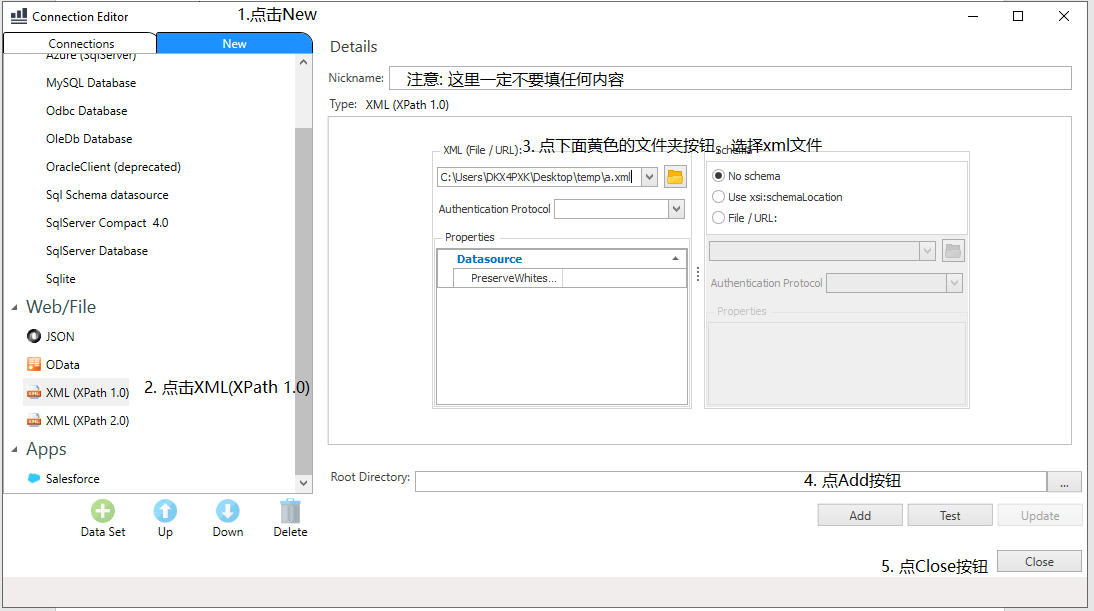 Connection Editor
1.点击New
Connections
New
Azure (SqlServer)
MySQL Database
Odbc Database
OleDb Database
OracleClient (deprecated)
Sql Schema datasource
SqlServer Compact 4.0
SqlServer Database
Sqlite
Web/File
JSON
OData
XML (XPath 1.0)
2. 点击XML(XPath 1.0)
XML (XPath 2.0)
Apps
Salesforce
Data Set
Up
Down
Delete
Details
Nickname:
注意: 这里一定不要填任何内容
Type: XML (XPath 1.0)
3. 点下面黄色的文件夹按钮，选择xml文件
XML (File / URL):
C:\Users\DKX4PXK\Desktop\temp\a.xml
Authentication Protocol
Properties
Datasource
PreserveWhites...
Schema
No schema
Use xsi:schemaLocation
File / URL:
Authentication Protocol
Properties
Root Directory:
4. 点Add按钮
...
Add
Test
Update
5. 点Close按钮
Close